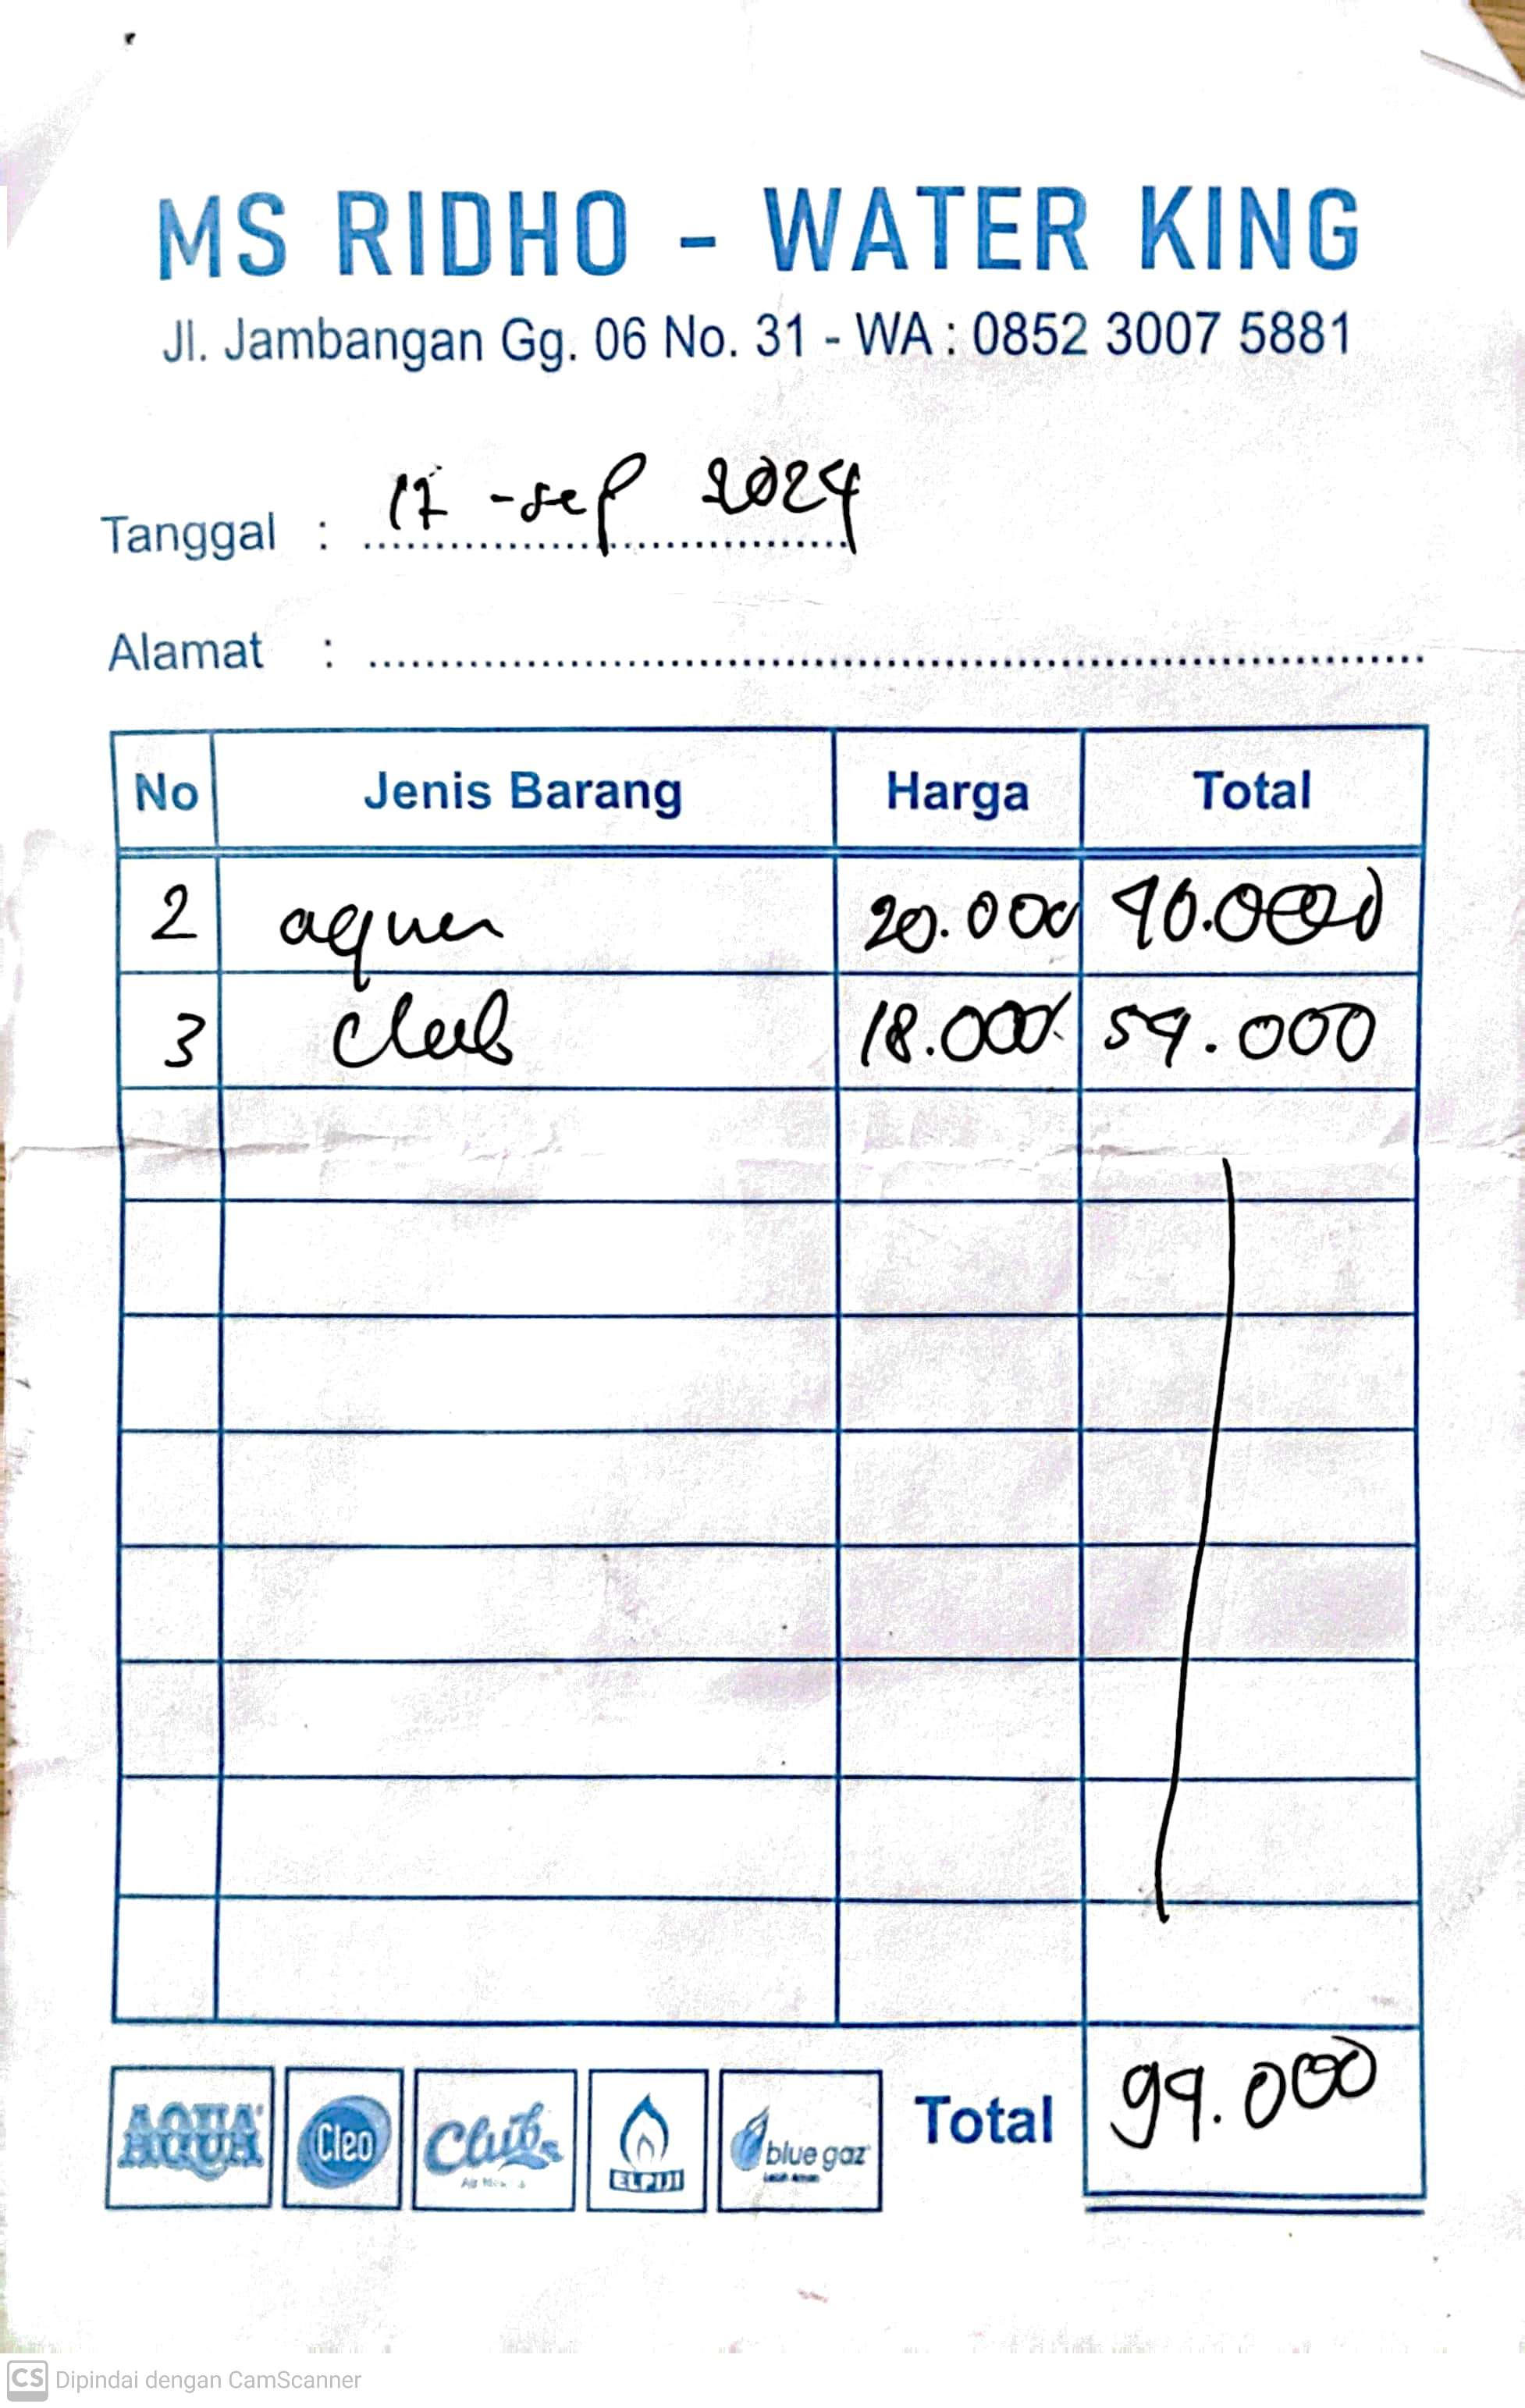 MS RIDHO - WATER KING
Jl. Jambangan Gg. 06 No. 31 - WA : 0852 3007 5881
Tanggal : 17 - sep 2024
Alamat :
No Jenis Barang Harga Total
2 aqua 20.000 40.000
3 Club 18.000 54.000
AQUA Cleo Club ELPIJI blue gaz Total 94.000
CS Dipindai dengan CamScanner